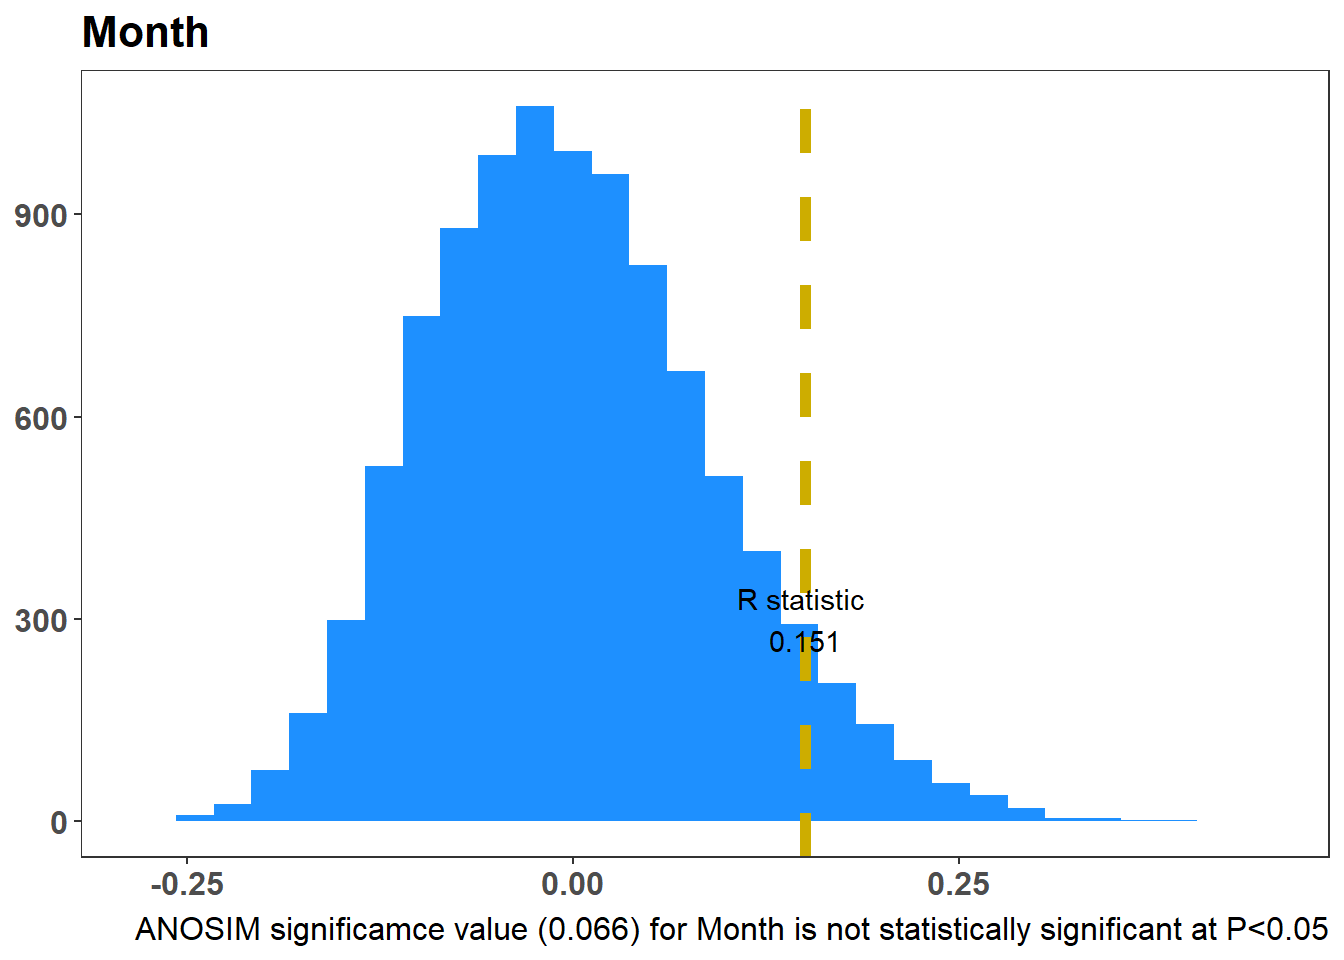 Month
900
600
300
0
R statistic
0.151
-0.25
0.00
0.25
ANOSIM significamce value (0.066) for Month is not statistically significant at P<0.05